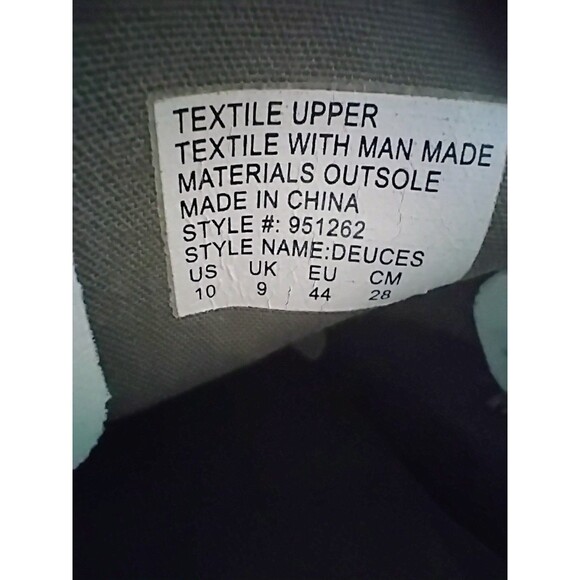 TEXTILE UPPER
TEXTILE WITH MAN MADE
MATERIALS OUTSOLE
MADE IN CHINA
STYLE #: 951262
STYLE NAME:DEUCES
US UK EU CM
10 9 44 28